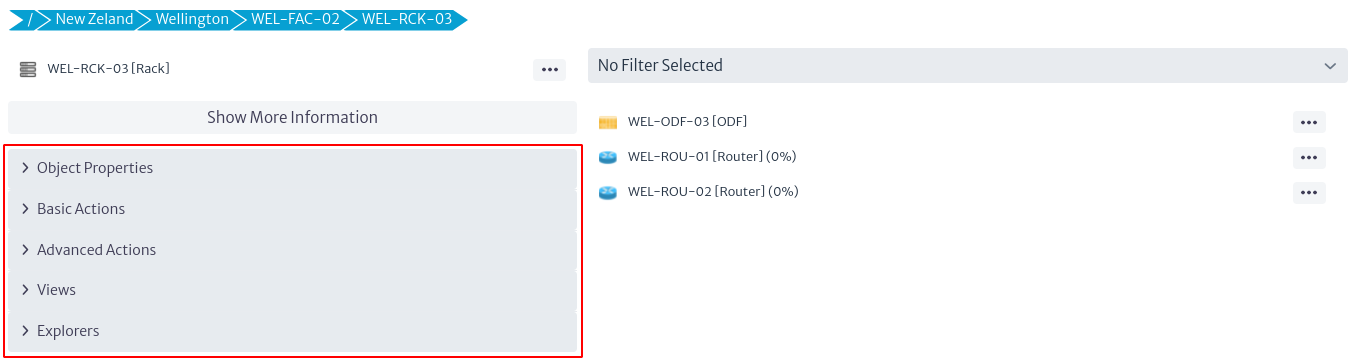 / New Zeland Wellington WEL-FAC-02 WEL-RCK-03
WEL-RCK-03 [Rack]
Show More Information
Object Properties
Basic Actions
Advanced Actions
Views
Explorers
No Filter Selected
WEL-ODF-03 [ODF]
WEL-ROU-01 [Router] (0%)
WEL-ROU-02 [Router] (0%)